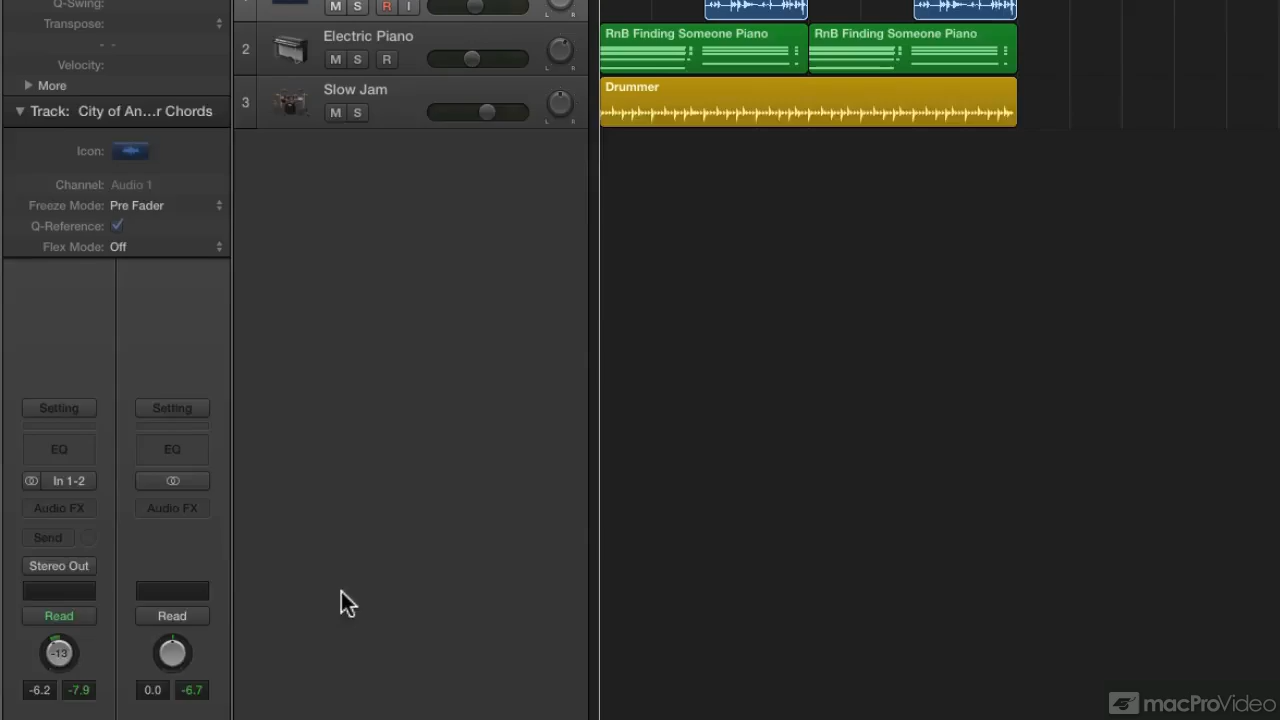 Q-Swing:
Transpose:
- -
Velocity:
More
Track: City of An...r Chords
Icon:
Channel: Audio 1
Freeze Mode: Pre Fader
Q-Reference:
Flex Mode: Off
Setting
EQ
In 1-2
Audio FX
Send
Stereo Out
Read
-13
-6.2 -7.9
Setting
EQ
Audio FX
Read
0.0 -6.7
M S R I
L R
2 Electric Piano
M S R
L R
3 Slow Jam
M S
L R
RnB Finding Someone Piano
RnB Finding Someone Piano
Drummer
macProVideo